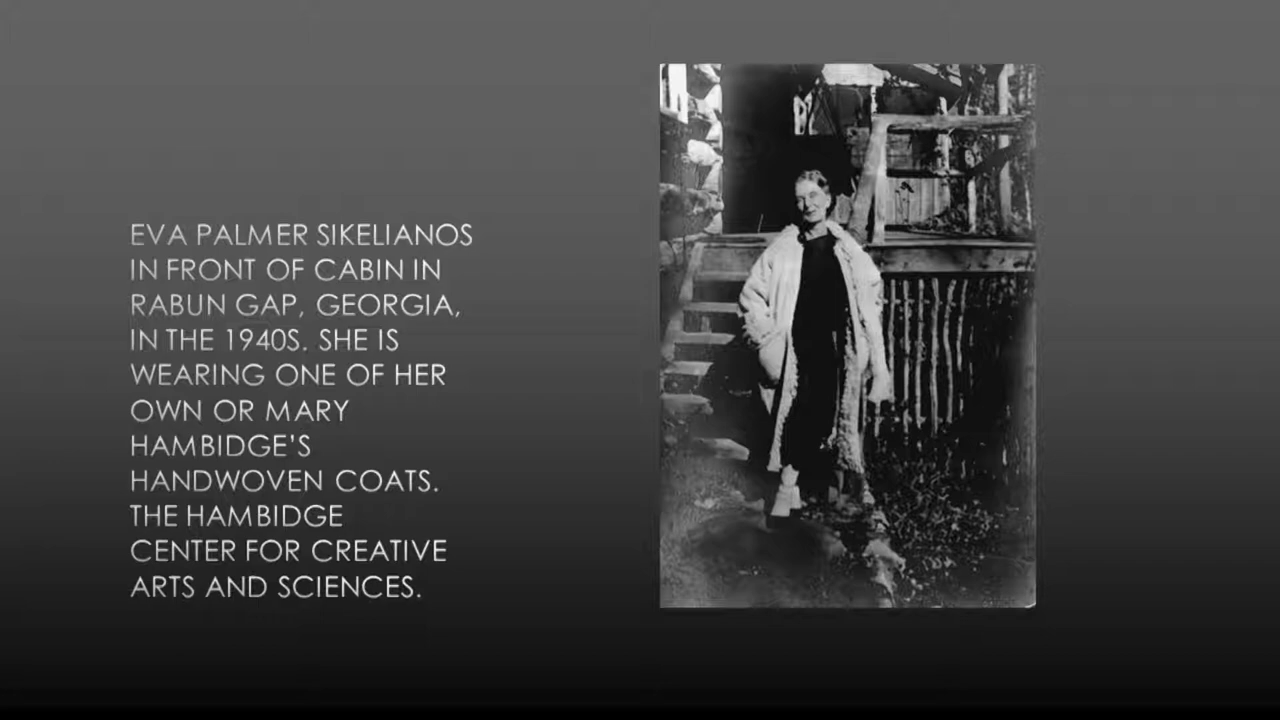 EVA PALMER SIKELIANOS
IN FRONT OF CABIN IN
RABUN GAP, GEORGIA,
IN THE 1940S. SHE IS
WEARING ONE OF HER
OWN OR MARY
HAMBIDGE'S
HANDWOVEN COATS.
THE HAMBIDGE
CENTER FOR CREATIVE
ARTS AND SCIENCES.